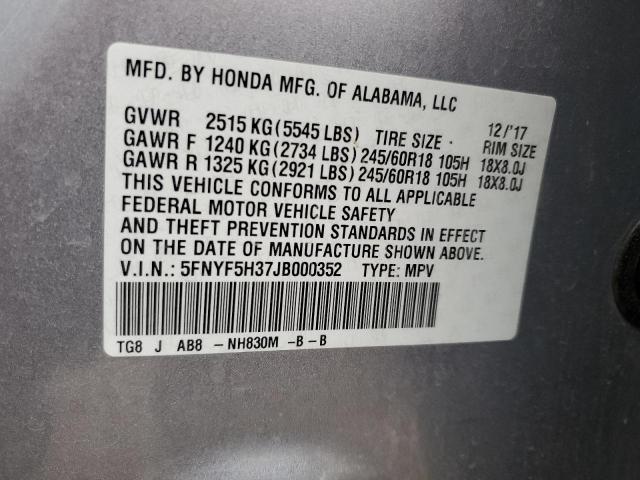 MFD. BY HONDA MFG. OF ALABAMA, LLC
12/'17
GVWR 2515 KG(5545 LBS) TIRE SIZE · RIM SIZE
GAWR F 1240 KG(2734 LBS)245/60R18 105H 18X8.0J
GAWR R 1325 KG(2921 LBS)245/60R18 105H 18X8.0J
THIS VEHICLE CONFORMS TO ALL APPLICABLE
FEDERAL MOTOR VEHICLE SAFETY
AND THEFT PREVENTION STANDARDS IN EFFECT
ON THE DATE OF MANUFACTURE SHOWN ABOVE.
V.I.N.: 5FNYF5H37JB000352 TYPE: MPV
TG8 J AB8 -NH830M -B-B